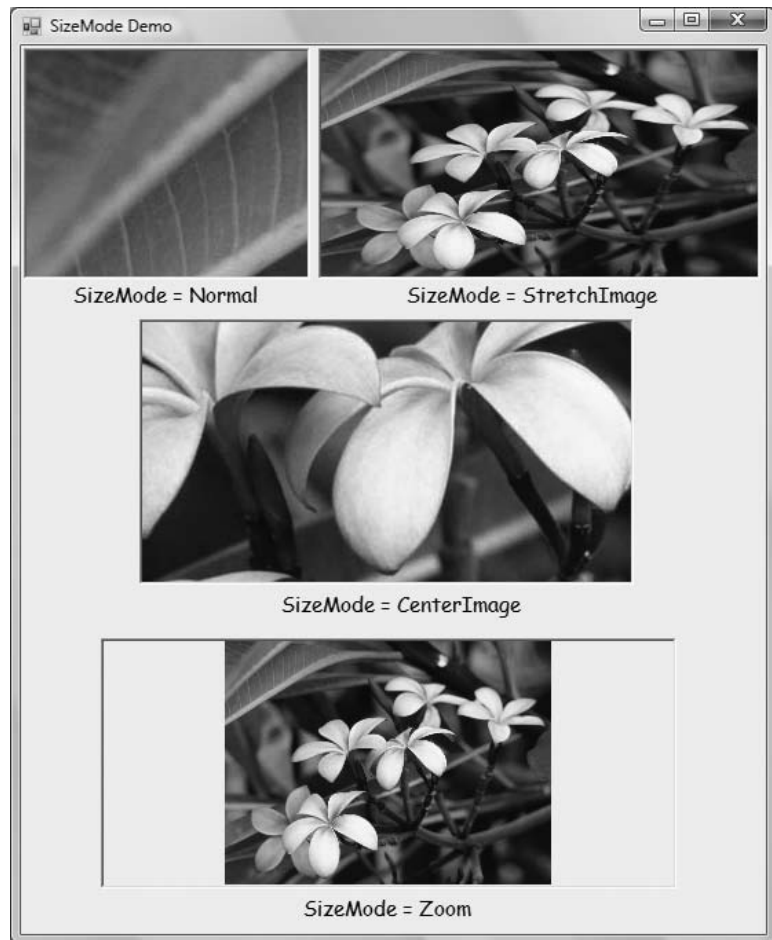 SizeMode Demo
SizeMode = Normal
SizeMode = StretchImage
SizeMode = CenterImage
SizeMode = Zoom